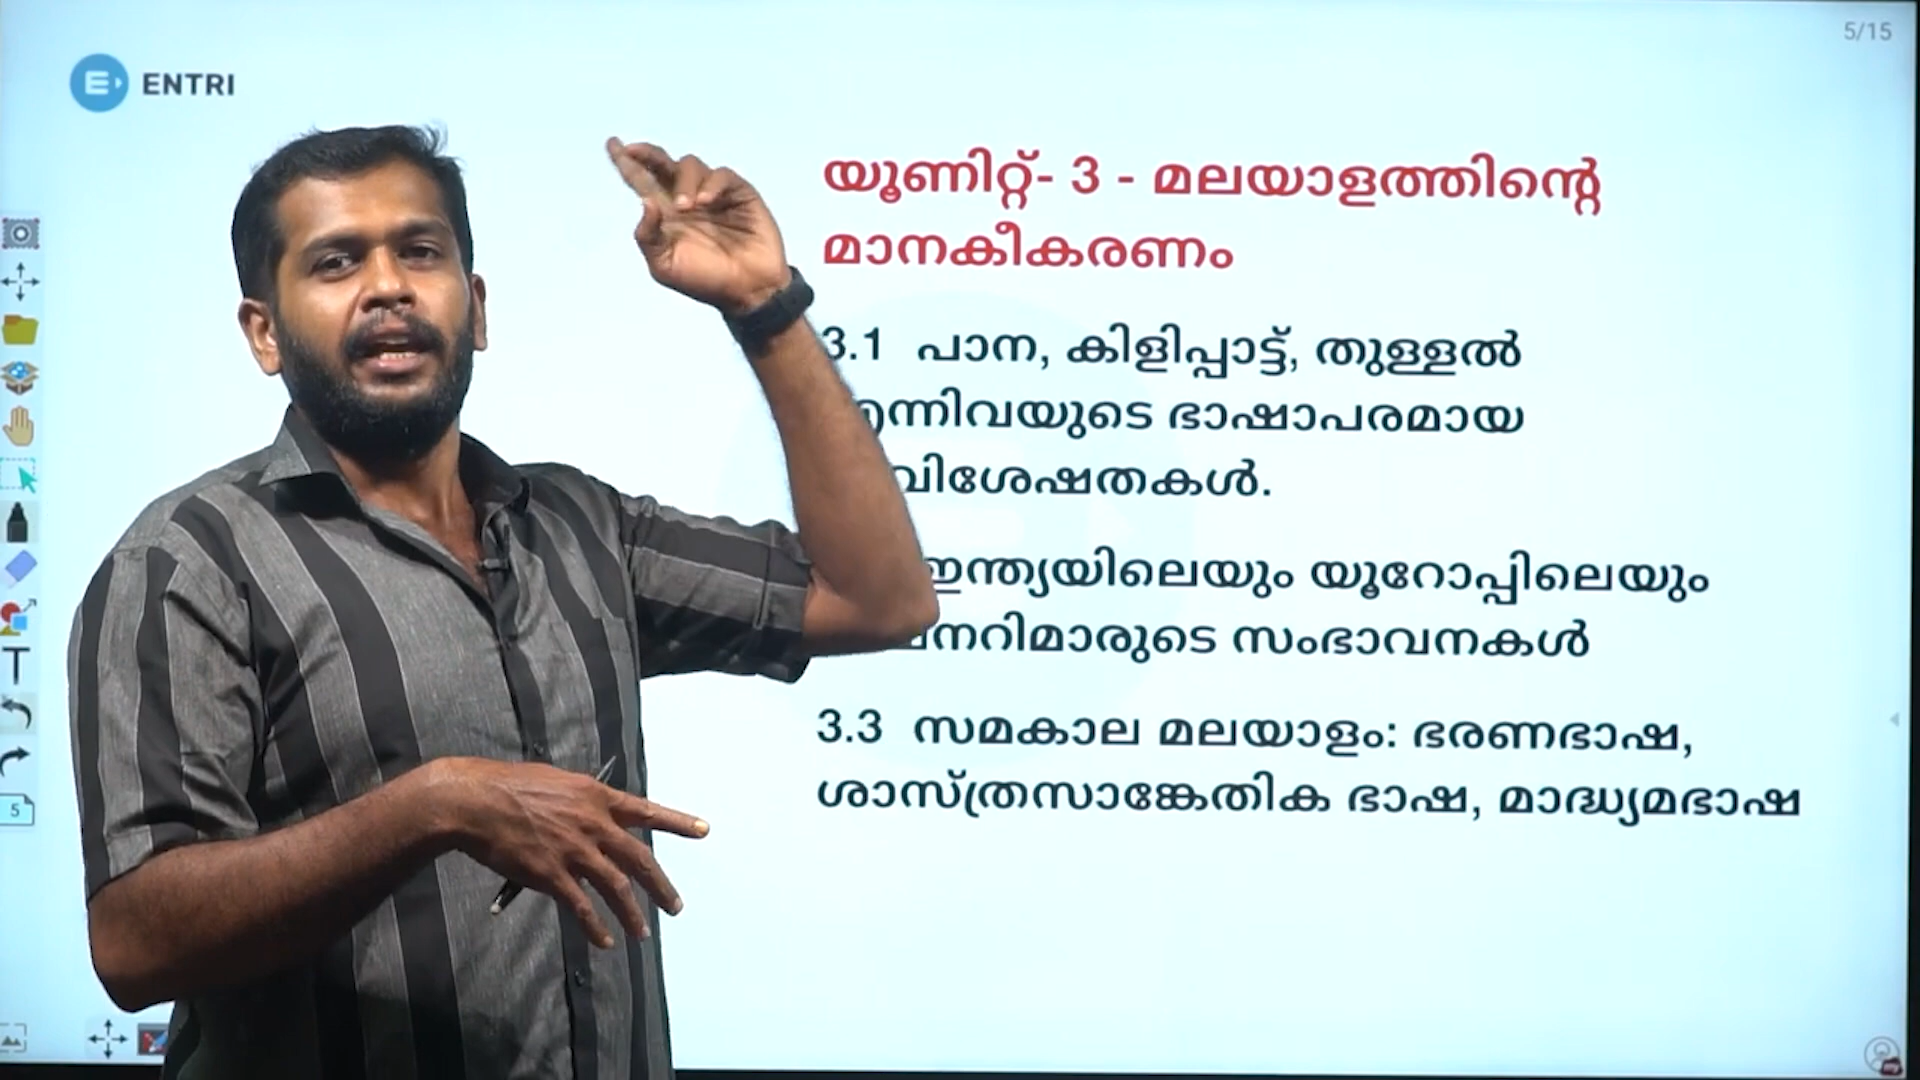 5/15
ENTRI
യൂണിറ്റ്- 3 - മലയാളത്തിന്റെ
മാനകീകരണം
3.1 പാന, കിളിപ്പാട്ട്, തുള്ളൽ
എന്നിവയുടെ ഭാഷാപരമായ
വിശേഷതകൾ.
ഇന്ത്യയിലെയും യൂറോപ്പിലെയും
സംഭാവനകൾ
3.3 സമകാല മലയാളം: ഭരണഭാഷ,
ശാസ്ത്രസാങ്കേതിക ഭാഷ, മാദ്ധ്യമഭാഷ
T
5